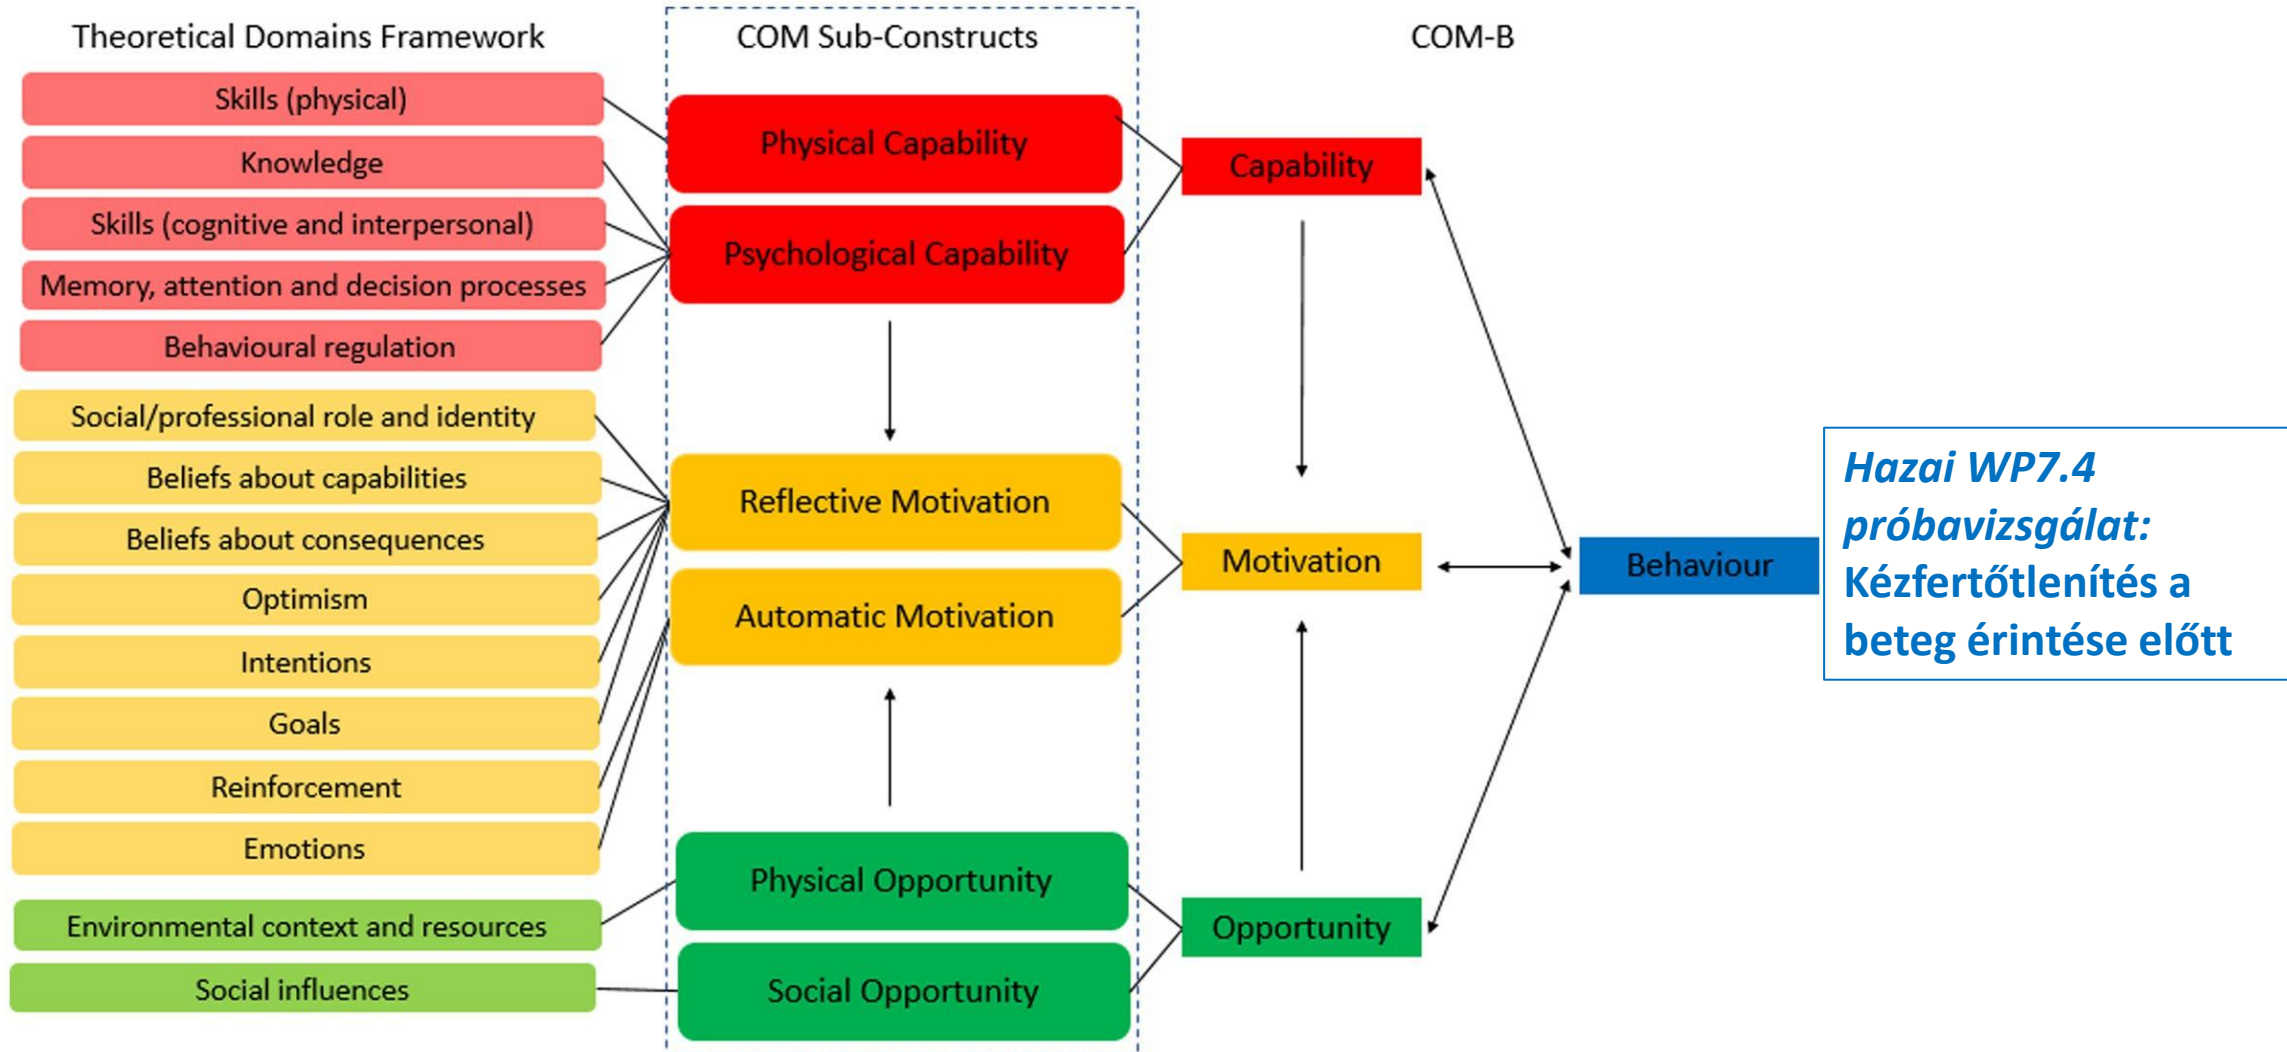 Theoretical Domains Framework
Skills (physical)
Knowledge
Skills (cognitive and interpersonal)
Memory, attention and decision processes
Behavioural regulation
Social/professional role and identity
Beliefs about capabilities
Beliefs about consequences
Optimism
Intentions
Goals
Reinforcement
Emotions
Environmental context and resources
Social influences
COM Sub-Constructs
Physical Capability
Psychological Capability
Reflective Motivation
Automatic Motivation
Physical Opportunity
Social Opportunity
COM-B
Capability
Motivation
Opportunity
Behaviour
Hazai WP7.4
próbavizsgálat:
Kézfertőtlenítés a
beteg érintése előtt